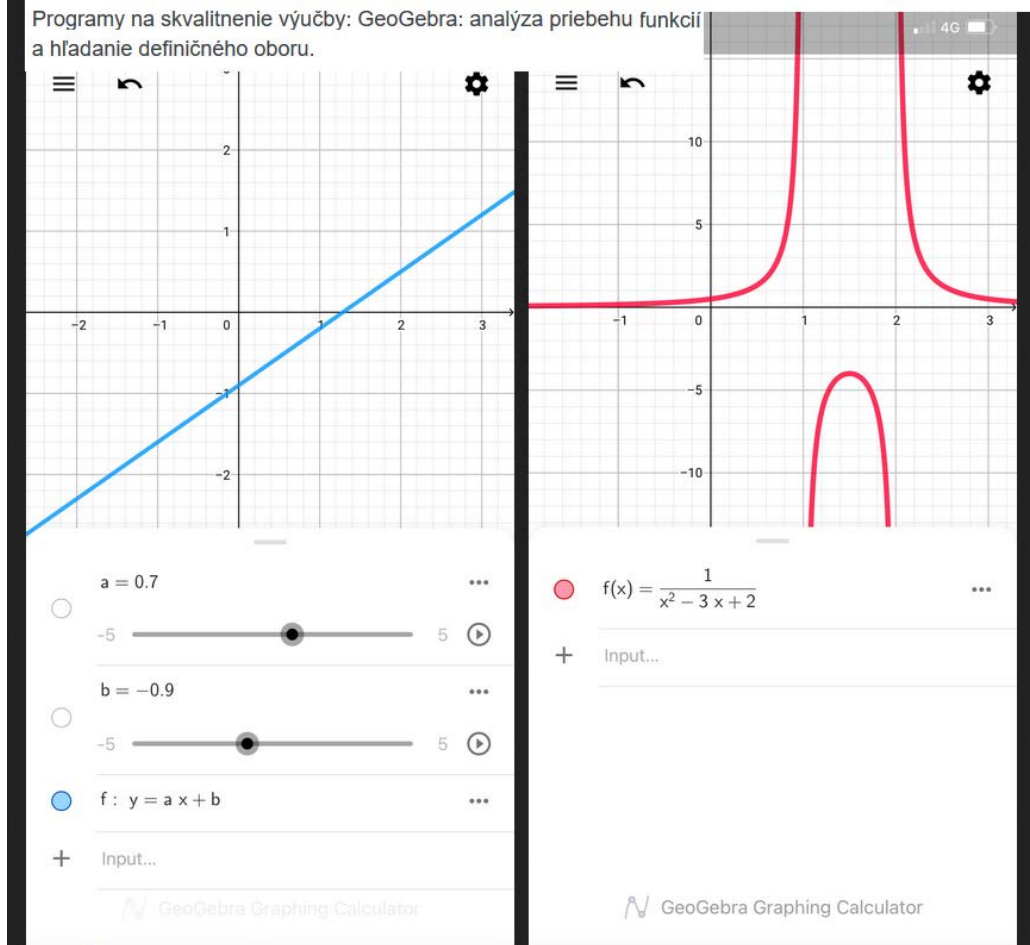 Programy na skvalitnenie výučby: GeoGebra: analýza priebehu funkcií
a hľadanie definičného oboru.
4G
2
1
−2
−1
0
1
2
3
−1
−2
a = 0.7
-5
5
b = −0.9
-5
5
f : y = a x + b
+ Input...
GeoGebra Graphing Calculator
10
5
−1
0
1
2
3
−5
−10
f(x) = 1 / x² − 3 x + 2
+ Input...
GeoGebra Graphing Calculator